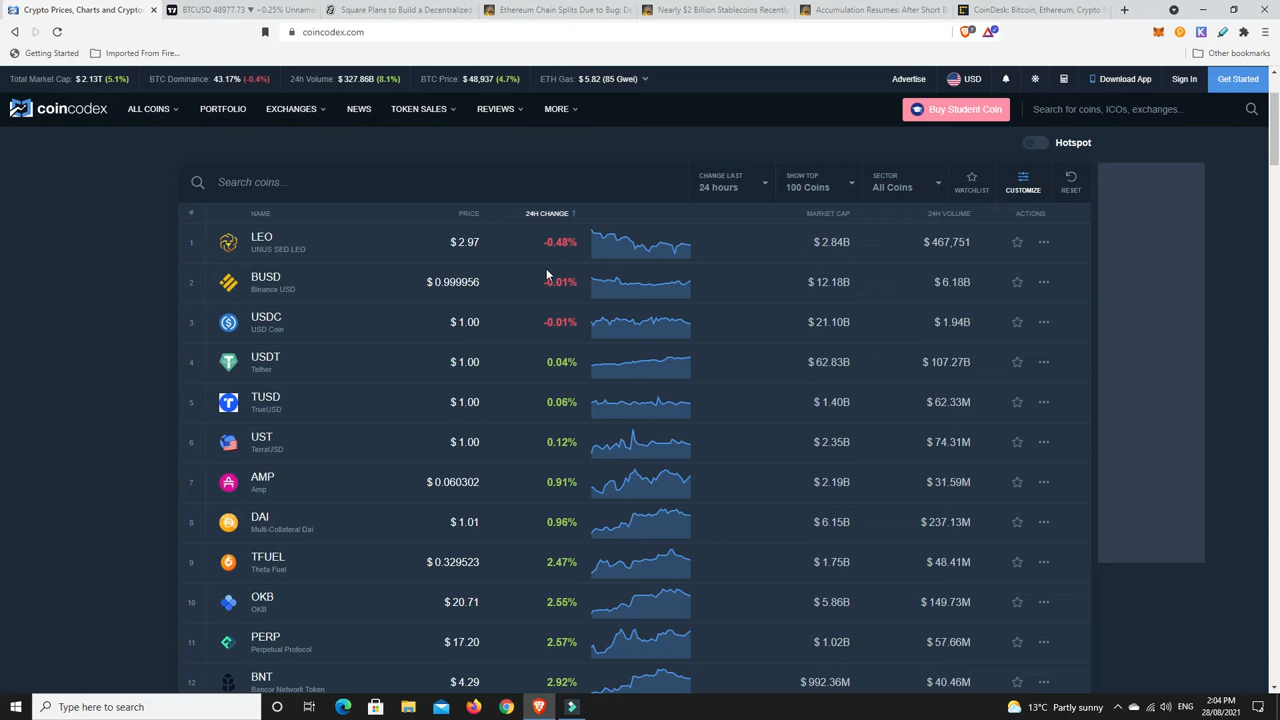 Crypto Prices, Charts and Cryptoc
BTCUSD 48977.73 −0.25% Unname
Square Plans to Build a Decentralized
Ethereum Chain Splits Due to Bug: De
Nearly $2 Billion Stablecoins Recently
Accumulation Resumes: After Short B
CoinDesk: Bitcoin, Ethereum, Crypto N
coincodex.com
Getting Started
Imported From Fire...
Other bookmarks
Total Market Cap: $ 2.13T (5.1%)
BTC Dominance: 43.17% (-0.4%)
24h Volume: $ 327.86B (8.1%)
BTC Price: $ 48,937 (4.7%)
ETH Gas: $ 5.82 (85 Gwei)
Advertise
USD
Download App
Sign In
Get Started
coincodex
ALL COINS
PORTFOLIO
EXCHANGES
NEWS
TOKEN SALES
REVIEWS
MORE
Buy Student Coin
Search for coins, ICOs, exchanges...
Hotspot
Search coins...
CHANGE LAST
24 hours
SHOW TOP
100 Coins
SECTOR
All Coins
WATCHLIST
CUSTOMIZE
RESET
# NAME PRICE 24H CHANGE ↑ MARKET CAP 24H VOLUME ACTIONS
1 LEO $ 2.97 -0.48% $ 2.84B $ 467,751
UNUS SED LEO
2 BUSD $ 0.999956 -0.01% $ 12.18B $ 6.18B
Binance USD
3 USDC $ 1.00 -0.01% $ 21.10B $ 1.94B
USD Coin
4 USDT $ 1.00 0.04% $ 62.83B $ 107.27B
Tether
5 TUSD $ 1.00 0.06% $ 1.40B $ 62.33M
TrueUSD
6 UST $ 1.00 0.12% $ 2.35B $ 74.31M
TerraUSD
7 AMP $ 0.060302 0.91% $ 2.19B $ 31.59M
Amp
8 DAI $ 1.01 0.96% $ 6.15B $ 237.13M
Multi-Collateral Dai
9 TFUEL $ 0.329523 2.47% $ 1.75B $ 48.41M
Theta Fuel
10 OKB $ 20.71 2.55% $ 5.86B $ 149.73M
OKB
11 PERP $ 17.20 2.57% $ 1.02B $ 57.66M
Perpetual Protocol
12 BNT $ 4.29 2.92% $ 992.36M $ 40.46M
Bancor Network Token
Type here to search
13°C Partly sunny
ENG
2:04 PM
28/08/2021